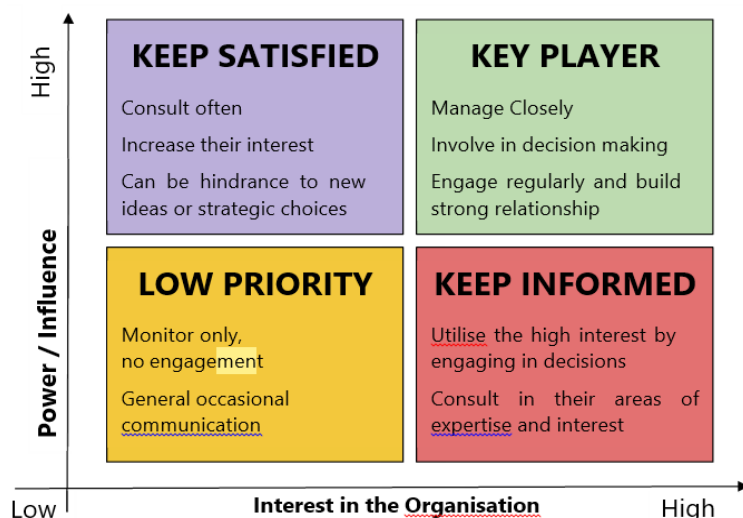 High
KEEP SATISFIED
Consult often
Increase their interest
Can be hindrance to new
ideas or strategic choices
KEY PLAYER
Manage Closely
Involve in decision making
Engage regularly and build
strong relationship
Power / Influence
LOW PRIORITY
Monitor only,
no engagement
General occasional
communication
KEEP INFORMED
Utilise the high interest by
engaging in decisions
Consult in their areas of
expertise and interest
Low
Interest in the Organisation
High